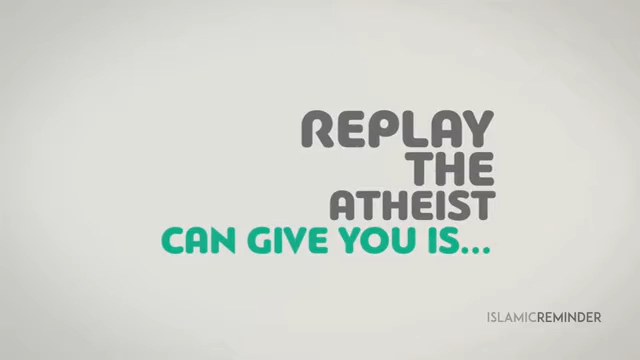 REPLAY
THE
ATHEIST
CAN GIVE YOU IS...
ISLAMICREMINDER